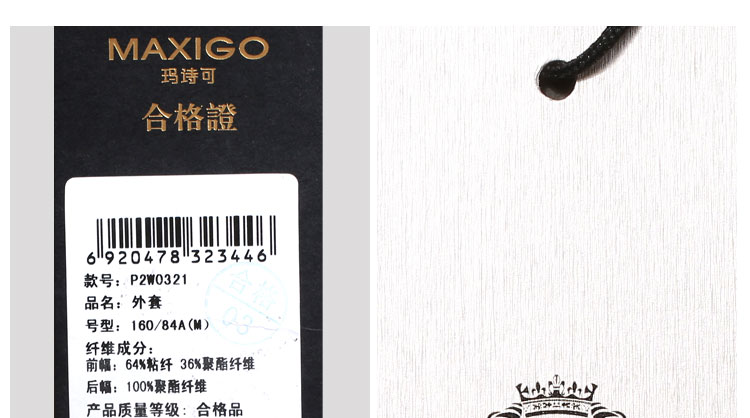 MAXIGO
玛诗可
合格證
6 920478 323446
款号: P2W0321
品名: 外套
号型: 160/84A(M)
纤维成分:
前幅: 64%粘纤 36%聚酯纤维
后幅: 100%聚酯纤维
产品质量等级: 合格品